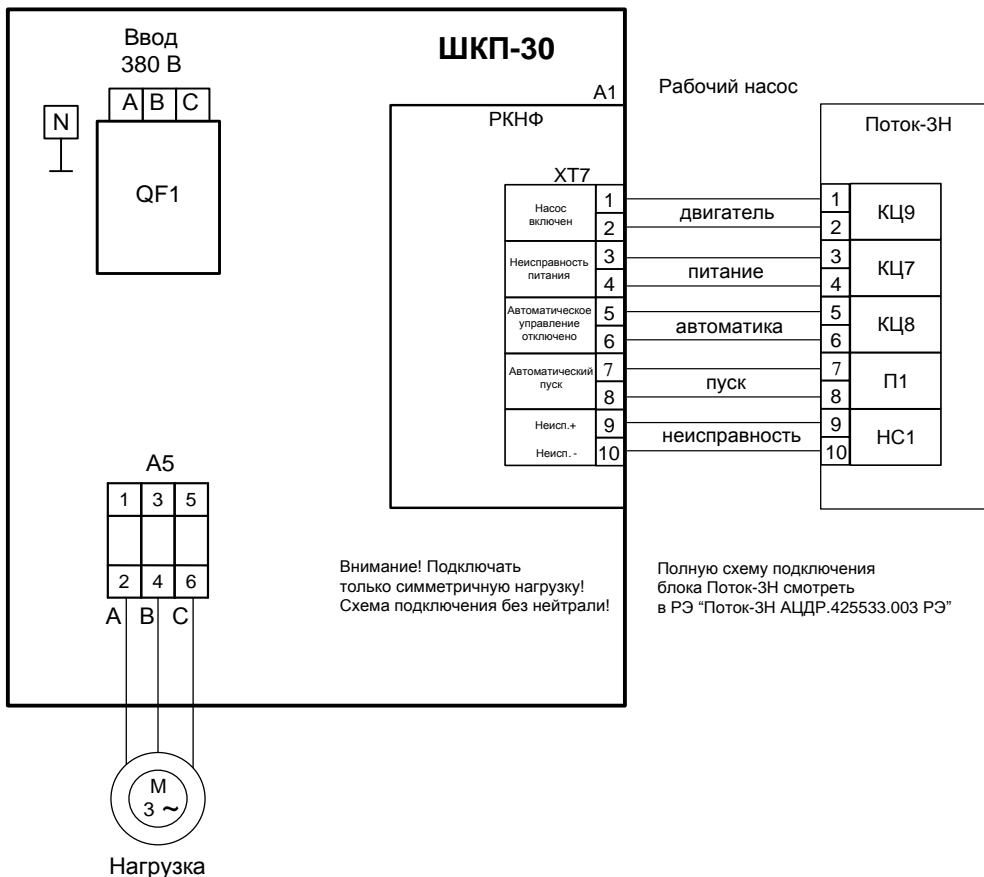 Ввод
380 В
A B C
N
QF1
ШКП-30
A1
РКНФ
XT7
Насос
включен
1
2
Неисправность
питания
3
4
Автоматическое
управление
отключено
5
6
Автоматический
пуск
7
8
Неисп.+
9
Неисп. -
10
Рабочий насос
двигатель
питание
автоматика
пуск
неисправность
Поток-3Н
1
2
КЦ9
3
4
КЦ7
5
6
КЦ8
7
8
П1
9
10
НС1
A5
1 3 5
2 4 6
A B C
Внимание! Подключать
только симметричную нагрузку!
Схема подключения без нейтрали!
Полную схему подключения
блока Поток-3Н смотреть
в РЭ “Поток-3Н АЦДР.425533.003 РЭ”
М
3 ~
Нагрузка